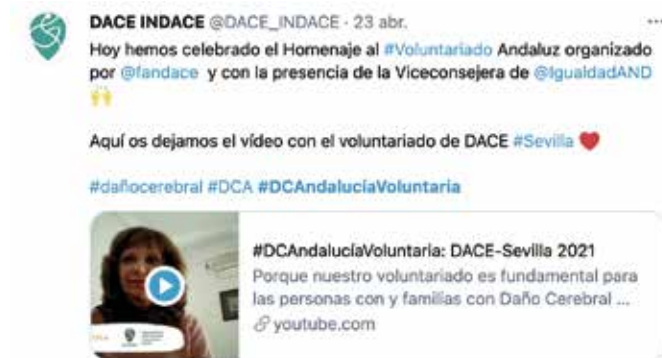 DACE INDACE @DACE_INDACE · 23 abr.
Hoy hemos celebrado el Homenaje al #Voluntariado Andaluz organizado
por @fandace y con la presencia de la Viceconsejera de @IgualdadAND
🙌
Aquí os dejamos el vídeo con el voluntariado de DACE #Sevilla ❤️
#dañocerebral #DCA #DCAndalucíaVoluntaria
#DCAndalucíaVoluntaria: DACE-Sevilla 2021
Porque nuestro voluntariado es fundamental para
las personas con y familias con Daño Cerebral ...
youtube.com